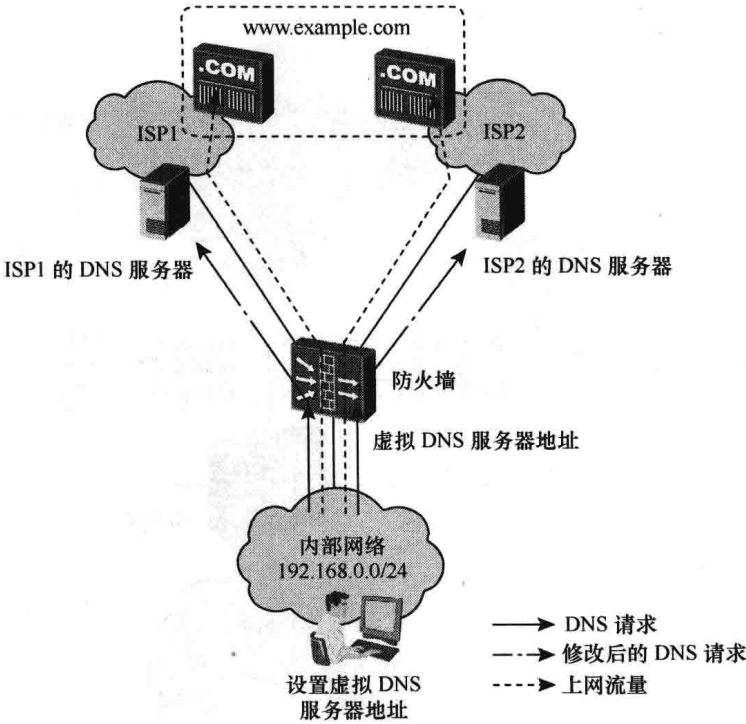 www.example.com
.COM
.COM
ISP1
ISP2
ISP1 的 DNS 服务器
ISP2 的 DNS 服务器
防火墙
虚拟 DNS 服务器地址
内部网络
192.168.0.0/24
设置虚拟 DNS
服务器地址
DNS 请求
修改后的 DNS 请求
上网流量